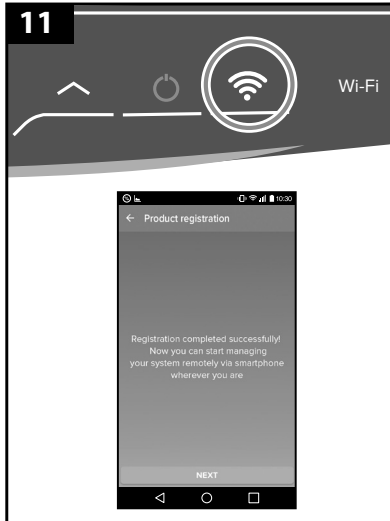 11
Wi-Fi
10:30
Product registration
Registration completed successfully!
Now you can start managing
your system remotely via smartphone
wherever you are
NEXT